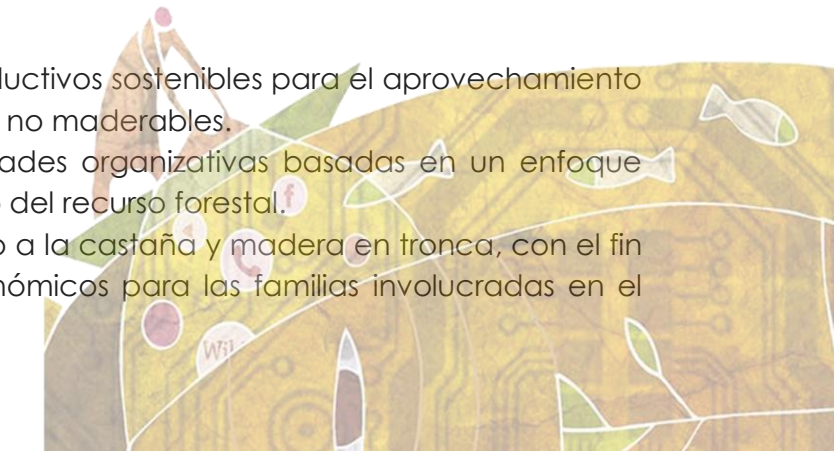 ductivos sostenibles para el aprovechamiento
no maderables.
ades organizativas basadas en un enfoque
del recurso forestal.
a la castaña y madera en tronca, con el fin
nómicos para las familias involucradas en el
f
Wi